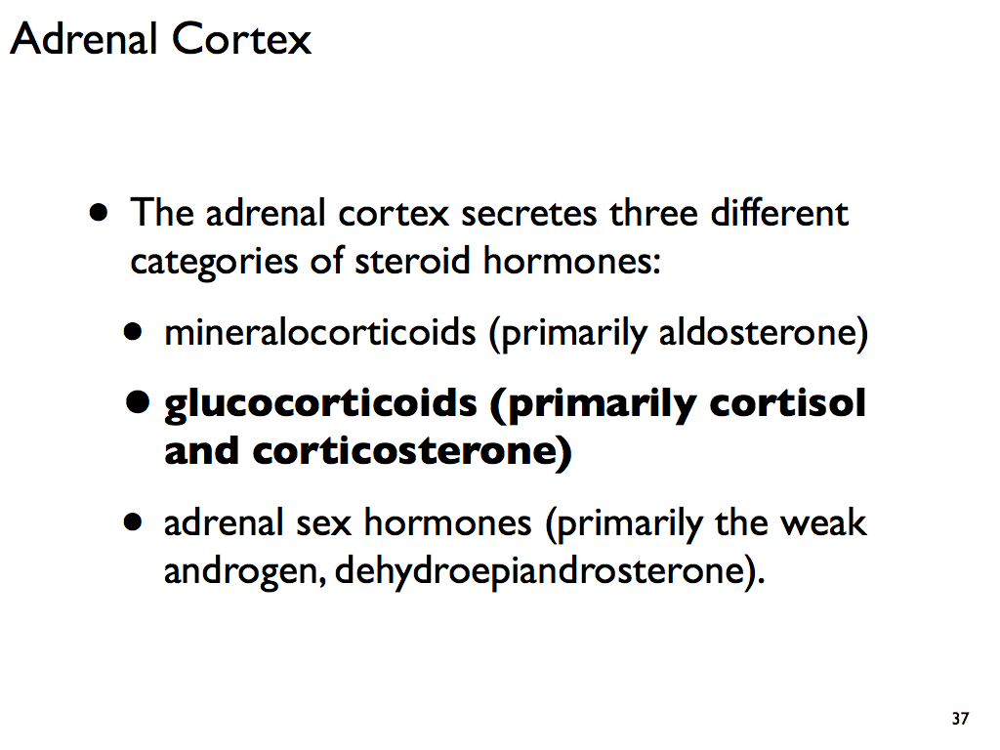 Adrenal Cortex
• The adrenal cortex secretes three different
categories of steroid hormones:
• mineralocorticoids (primarily aldosterone)
• glucocorticoids (primarily cortisol
and corticosterone)
• adrenal sex hormones (primarily the weak
androgen, dehydroepiandrosterone).
37